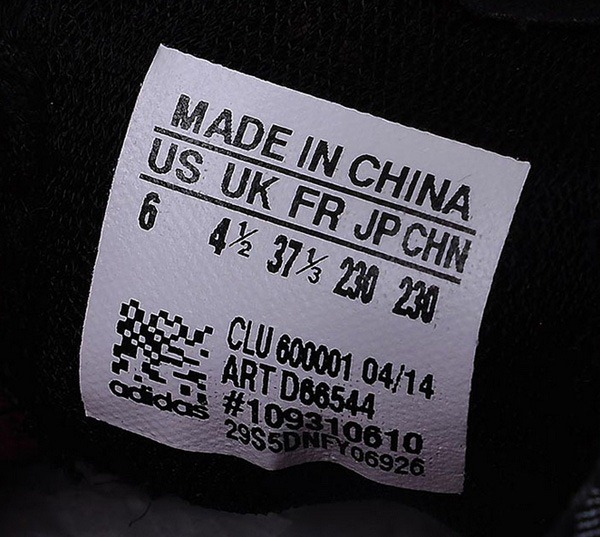 MADE IN CHINA
US UK FR JP CHN
6 4½ 37⅓ 230 230
CLU 600001 04/14
ART D66544
#109310610
29S5DNFY06926
adidas